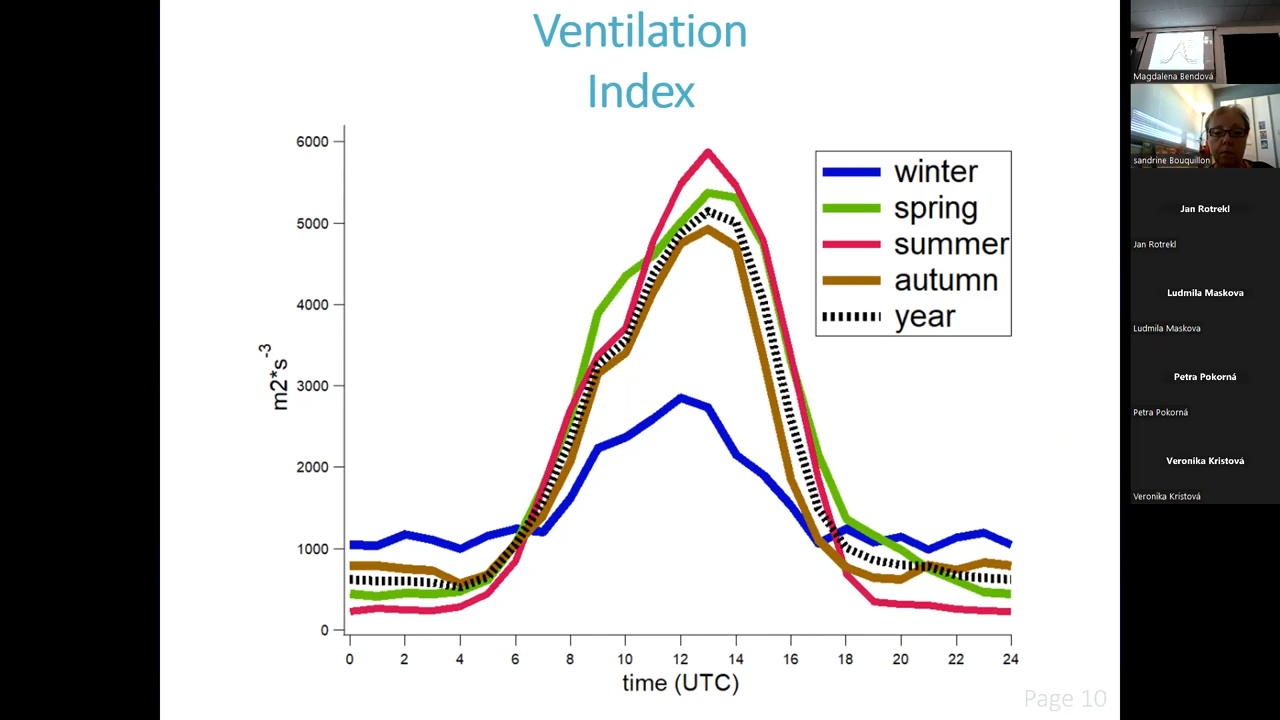 Ventilation
Index
6000
5000
4000
3000
2000
1000
0
m2*s-3
0 2 4 6 8 10 12 14 16 18 20 22 24
time (UTC)
winter
spring
summer
autumn
year
Page 10
Magdalena Bendová
sandrine Bouquillon
Jan Rotrekl
Jan Rotrekl
Ludmila Maskova
Ludmila Maskova
Petra Pokorná
Petra Pokorná
Veronika Kristová
Veronika Kristová